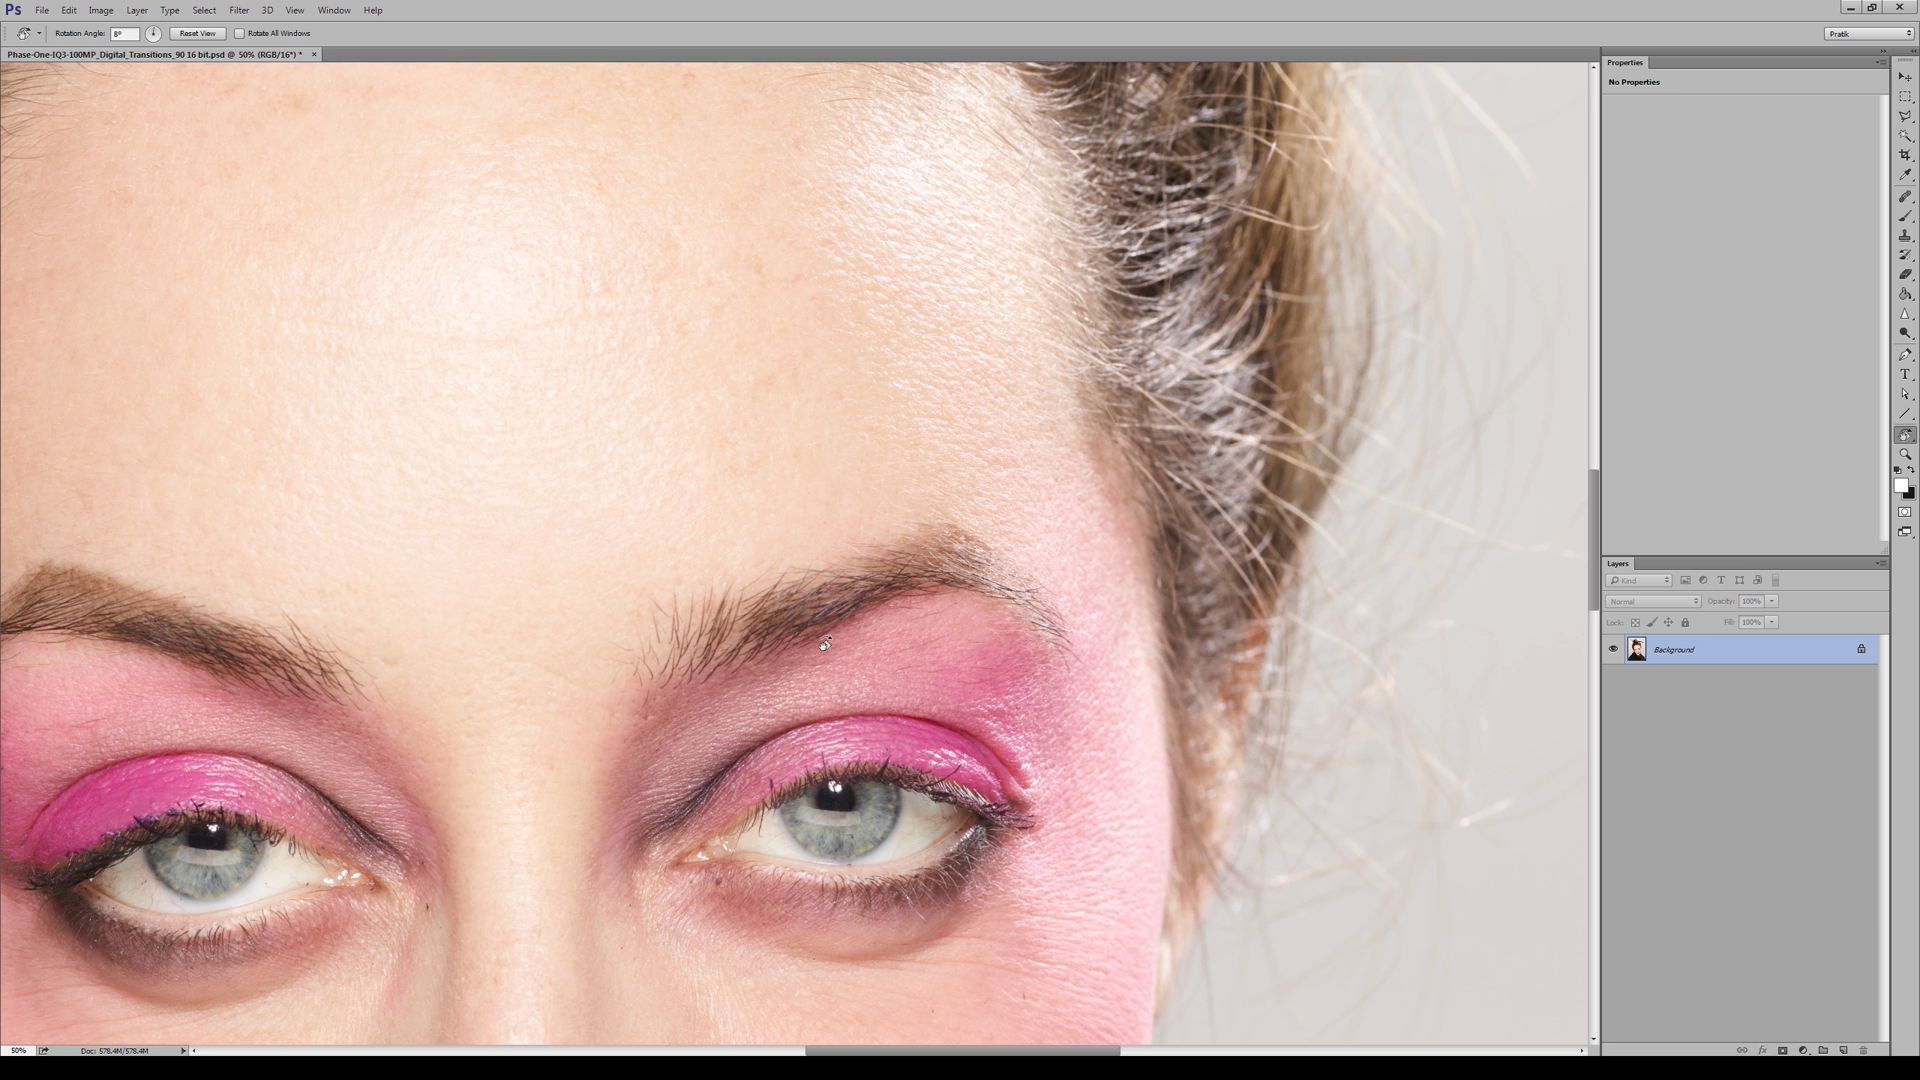 Ps File Edit Image Layer Type Select Filter 3D View Window Help
Rotation Angle: 8° Reset View Rotate All Windows Pratik
Phase-One-IQ3-100MP_Digital_Transitions_90 16 bit.psd @ 50% (RGB/16*) * ×
Properties
No Properties
Layers
Kind
Normal Opacity: 100%
Lock: Fill: 100%
Background
50% Doc: 578.4M/578.4M